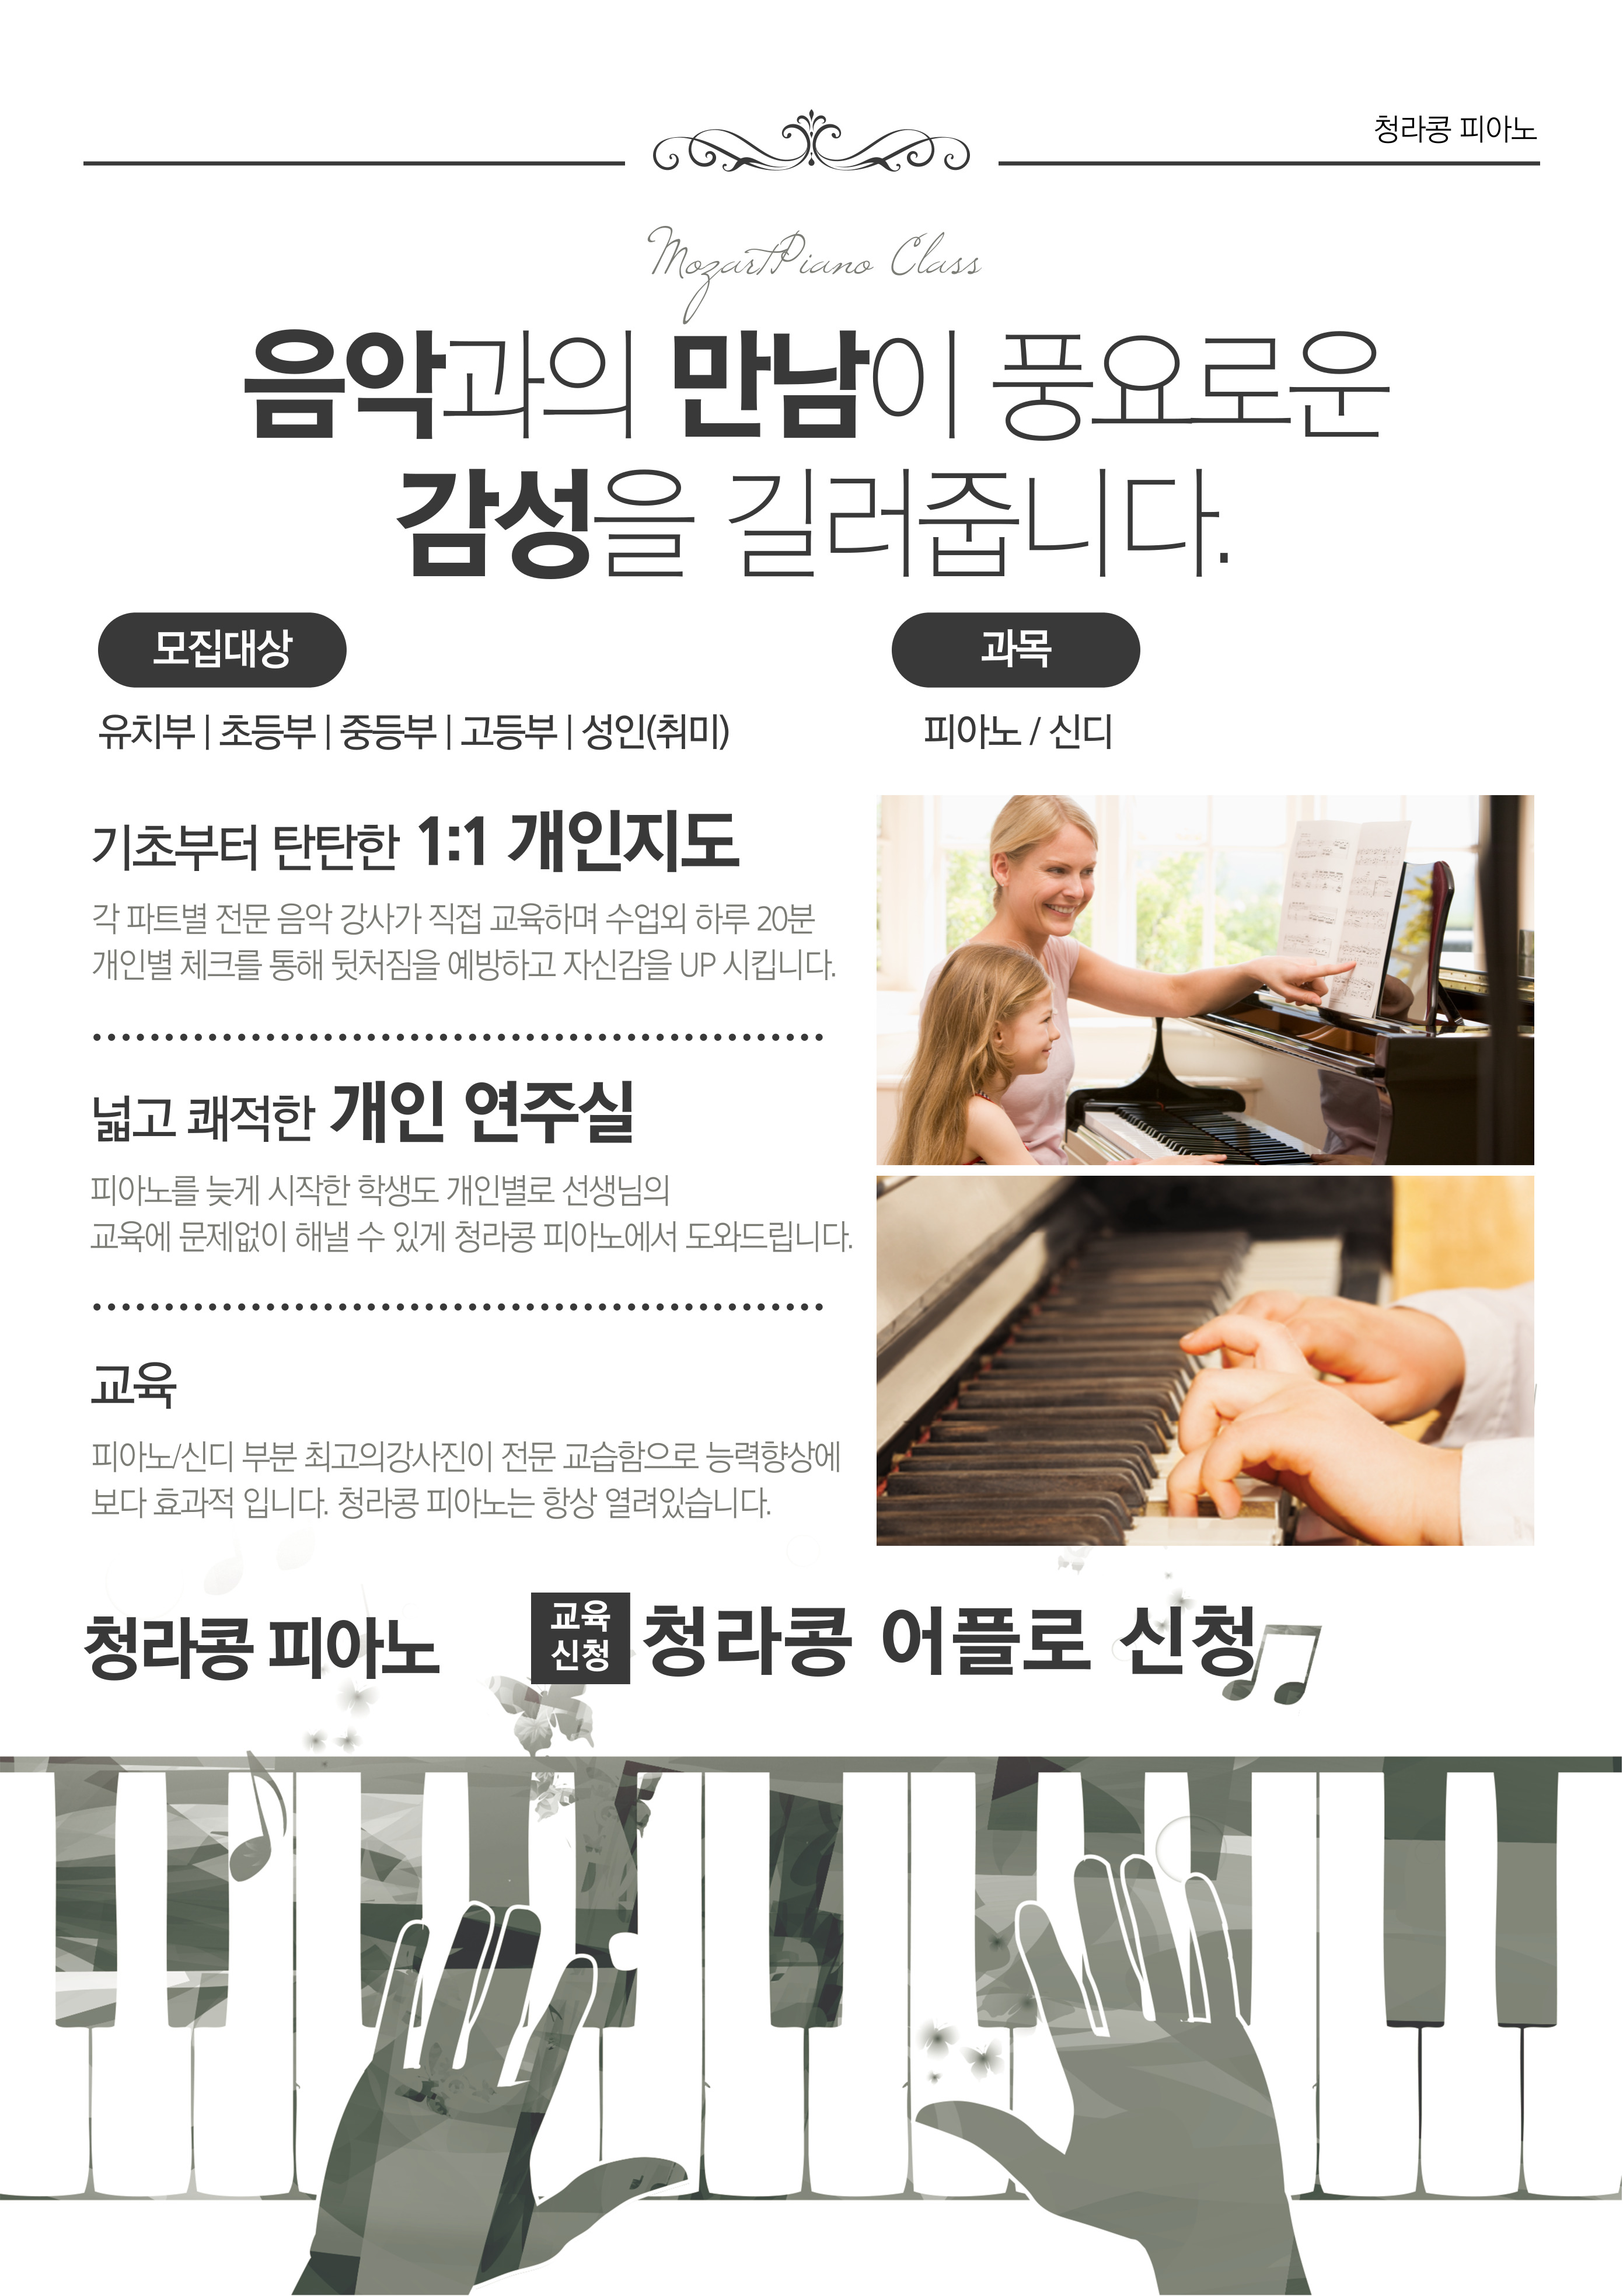 청라콩 피아노
MozartPiano Class
음악과의 만남이 풍요로운
감성을 길러줍니다.
모집대상
유치부 | 초등부 | 중등부 | 고등부 | 성인(취미)
과목
피아노 / 신디
기초부터 탄탄한 1:1 개인지도
각 파트별 전문 음악 강사가 직접 교육하며 수업외 하루 20분
개인별 체크를 통해 뒷처짐을 예방하고 자신감을 UP 시킵니다.
넓고 쾌적한 개인 연주실
피아노를 늦게 시작한 학생도 개인별로 선생님의
교육에 문제없이 해낼 수 있게 청라콩 피아노에서 도와드립니다.
교육
피아노/신디 부분 최고의강사진이 전문 교습함으로 능력향상에
보다 효과적 입니다. 청라콩 피아노는 항상 열려있습니다.
청라콩 피아노
교육
신청
청라콩 어플로 신청